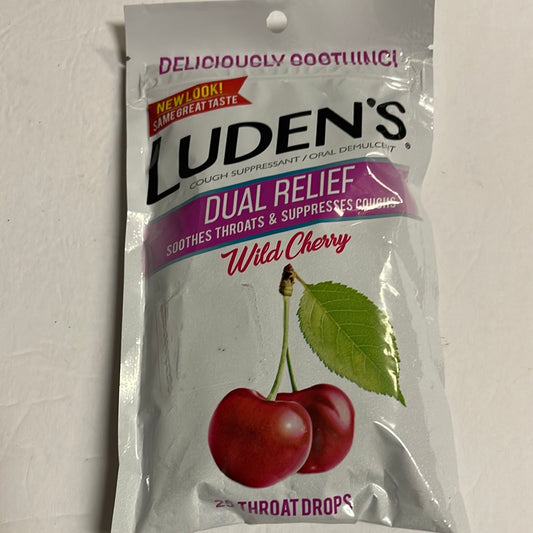 DELICIOUSLY SOOTHING!
NEW LOOK!
SAME GREAT TASTE
LUDEN'S®
COUGH SUPPRESSANT / ORAL DEMULCENT
DUAL RELIEF
SOOTHES THROATS & SUPPRESSES COUGHS
Wild Cherry
25 THROAT DROPS